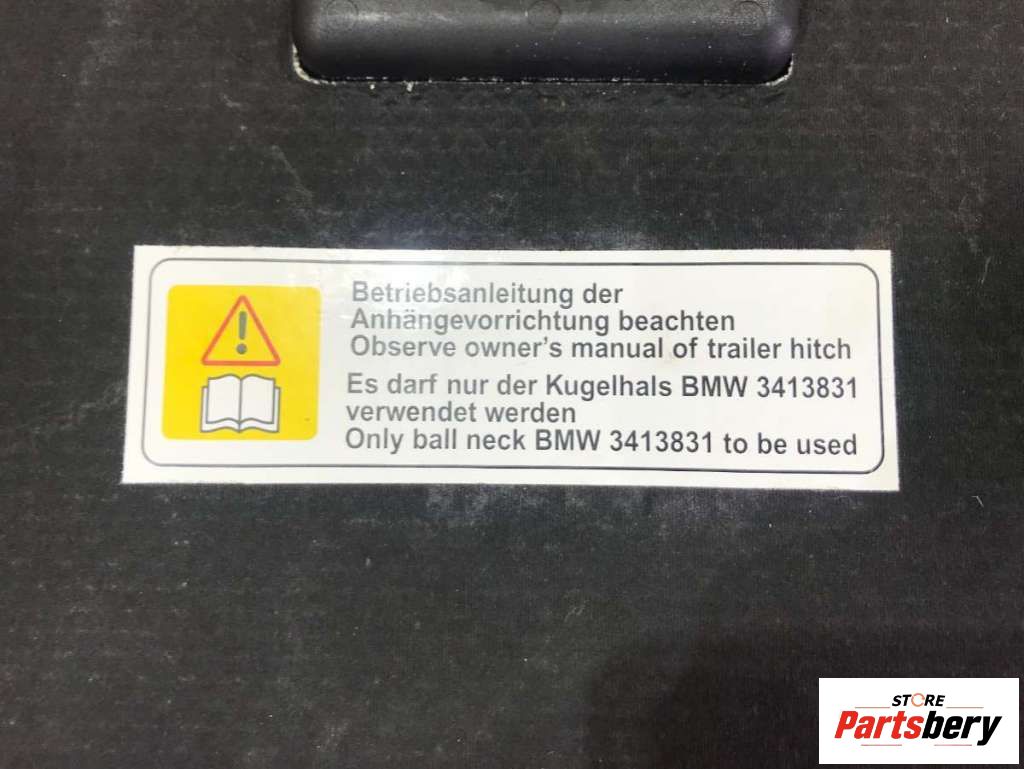 Betriebsanleitung der
Anhängevorrichtung beachten
Observe owner's manual of trailer hitch
Es darf nur der Kugelhals BMW 3413831
verwendet werden
Only ball neck BMW 3413831 to be used
STORE
Partsbery